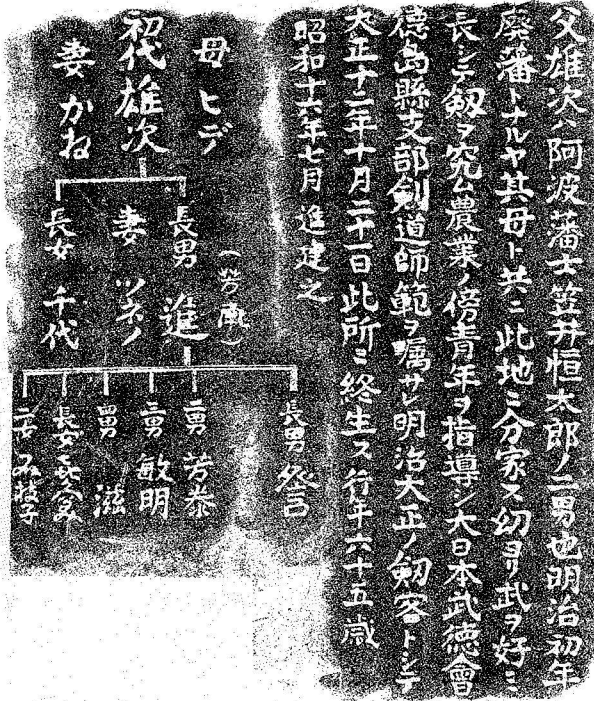 父雄次ハ阿波藩士笠井恒太郎ノ二男也明治初年
廃藩トナルヤ其母ト共ニ此地ニ分家ス幼ヨリ武ヲ好ミ
長シテ剱ヲ究ム農業ノ傍青年ヲ指導シ大日本武徳會
徳島縣支部剣道師範ヲ嘱サレ明治大正ノ剱客トシテ
大正十二年十月二十一日此所ニ終生ス行年六十五歳
昭和十六年七月進建之
母 ヒデ
初代雄次
妻 かね
(芳風)
長男 進
妻 ツネノ
長女 千代
長男 誉
二男 芳泰
三男 敏明
四男 滋
長女
二女 枝子